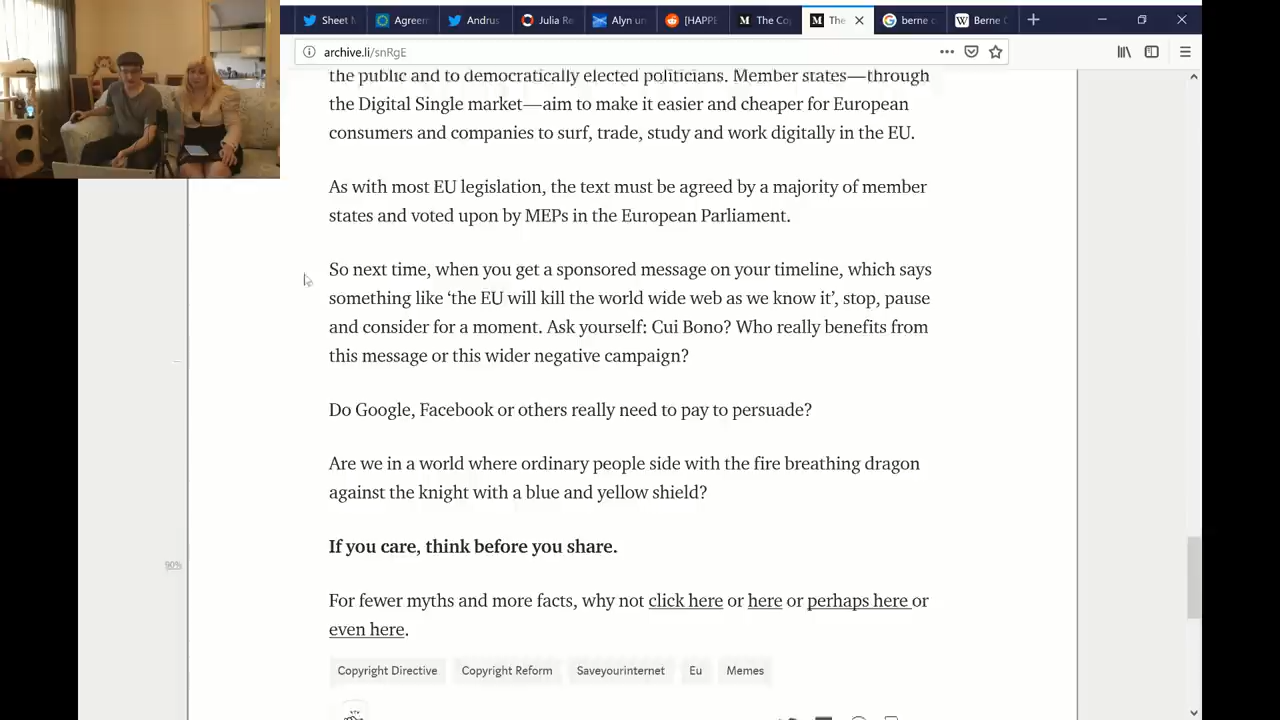 Sheet
Agreem
Andrus
Julia Re
Alyn un
[HAPPE
The Co
The
berne c
Berne C
archive.li/snRgE
the public and to democratically elected politicians. Member states—through
the Digital Single market—aim to make it easier and cheaper for European
consumers and companies to surf, trade, study and work digitally in the EU.
As with most EU legislation, the text must be agreed by a majority of member
states and voted upon by MEPs in the European Parliament.
So next time, when you get a sponsored message on your timeline, which says
something like ‘the EU will kill the world wide web as we know it’, stop, pause
and consider for a moment. Ask yourself: Cui Bono? Who really benefits from
this message or this wider negative campaign?
Do Google, Facebook or others really need to pay to persuade?
Are we in a world where ordinary people side with the fire breathing dragon
against the knight with a blue and yellow shield?
If you care, think before you share.
90%
For fewer myths and more facts, why not click here or here or perhaps here or
even here.
Copyright Directive
Copyright Reform
Saveyourinternet
Eu
Memes